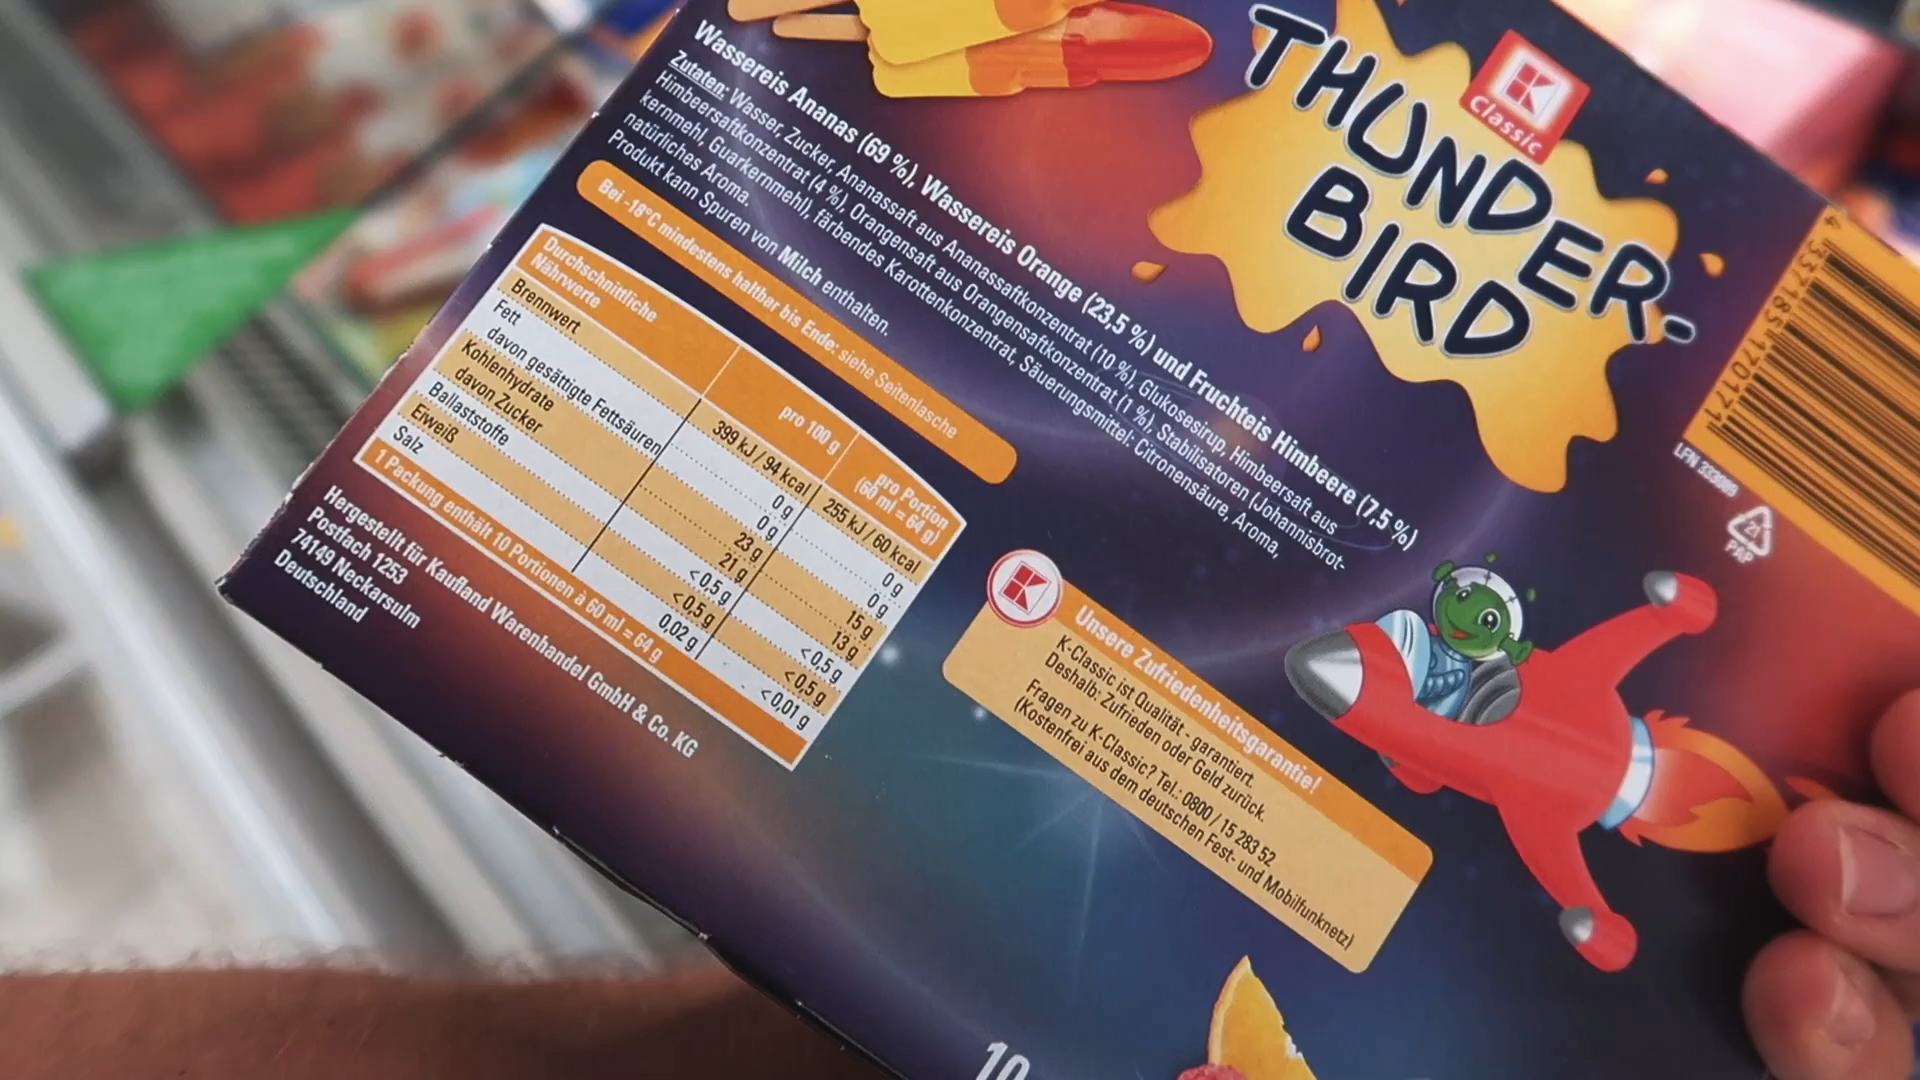 THUNDER-
BIRD
K
Classic
Wassereis Ananas (69 %), Wassereis Orange (23,5 %) und Fruchteis Himbeere (7,5 %)
Zutaten: Wasser, Zucker, Ananassaft aus Ananassaftkonzentrat (10 %), Glukosesirup, Himbeersaft aus
Himbeersaftkonzentrat (4 %), Orangensaft aus Orangensaftkonzentrat (1 %), Stabilisatoren (Johannisbrot-
kernmehl, Guarkernmehl), färbendes Karottenkonzentrat, Säuerungsmittel: Citronensäure, Aroma,
natürliches Aroma.
Produkt kann Spuren von Milch enthalten.
Bei -18°C mindestens haltbar bis Ende: siehe Seitenlasche
Durchschnittliche Nährwerte pro 100 g pro Portion (60 ml = 64 g)
Brennwert 399 kJ / 94 kcal 255 kJ / 60 kcal
Fett 0 g 0 g
davon gesättigte Fettsäuren 0 g 0 g
Kohlenhydrate 23 g 15 g
davon Zucker 21 g 13 g
Ballaststoffe < 0,5 g < 0,5 g
Eiweiß < 0,5 g < 0,5 g
Salz 0,02 g < 0,01 g
1 Packung enthält 10 Portionen à 60 ml = 64 g
Hergestellt für Kaufland Warenhandel GmbH & Co. KG
Postfach 1253
74149 Neckarsulm
Deutschland
Unsere Zufriedenheitsgarantie!
K-Classic ist Qualität - garantiert.
Deshalb: Zufrieden oder Geld zurück.
Fragen zu K-Classic? Tel.: 0800 / 15 283 52
(Kostenfrei aus dem deutschen Fest- und Mobilfunknetz)
4 337185 170171
LFN
21
PAP
10